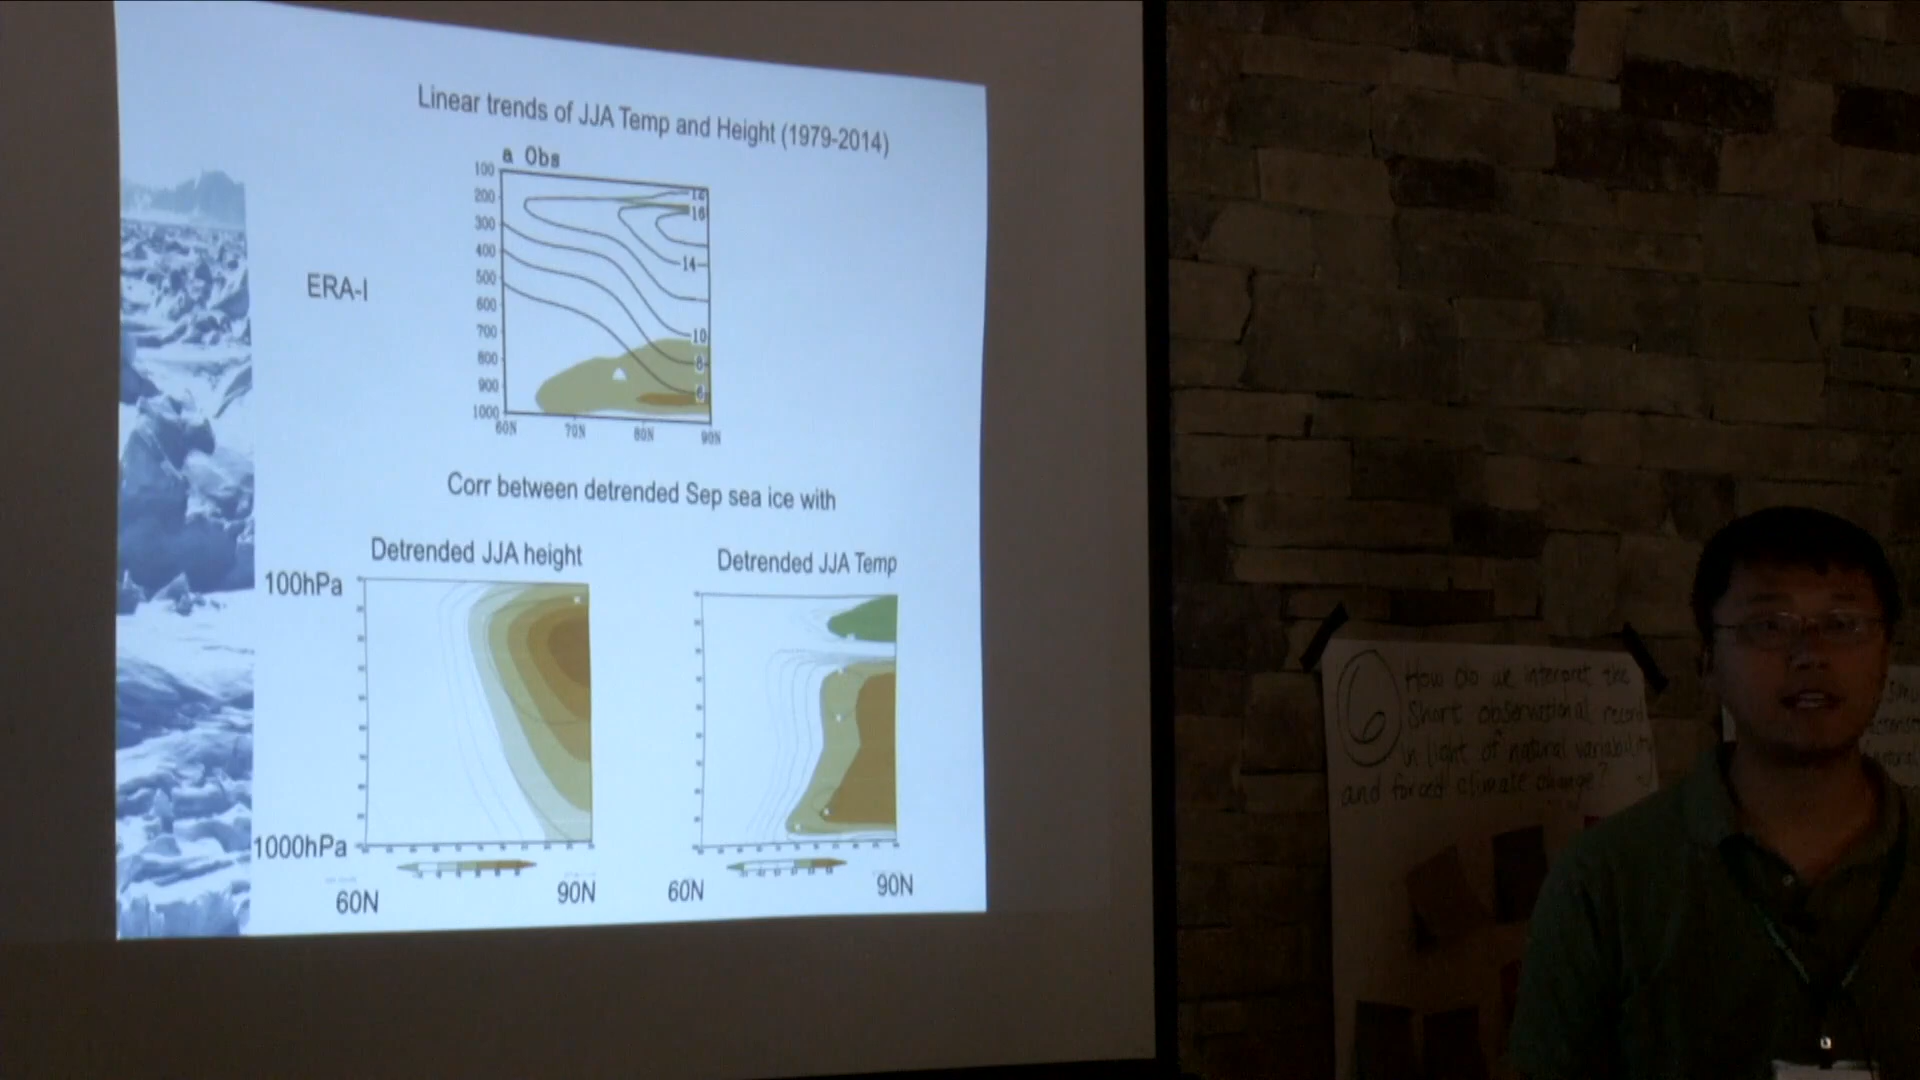 Linear trends of JJA Temp and Height (1979-2014)
a Obs
100
200
300
400
500
600
700
800
900
1000
12
16
14
10
8
6
60N
70N
80N
90N
ERA-I
Corr between detrended Sep sea ice with
Detrended JJA height
Detrended JJA Temp
100hPa
1000hPa
60N
90N
60N
90N
6 How do we interpret the
Short observational record
in light of natural variability
and forced climate change?